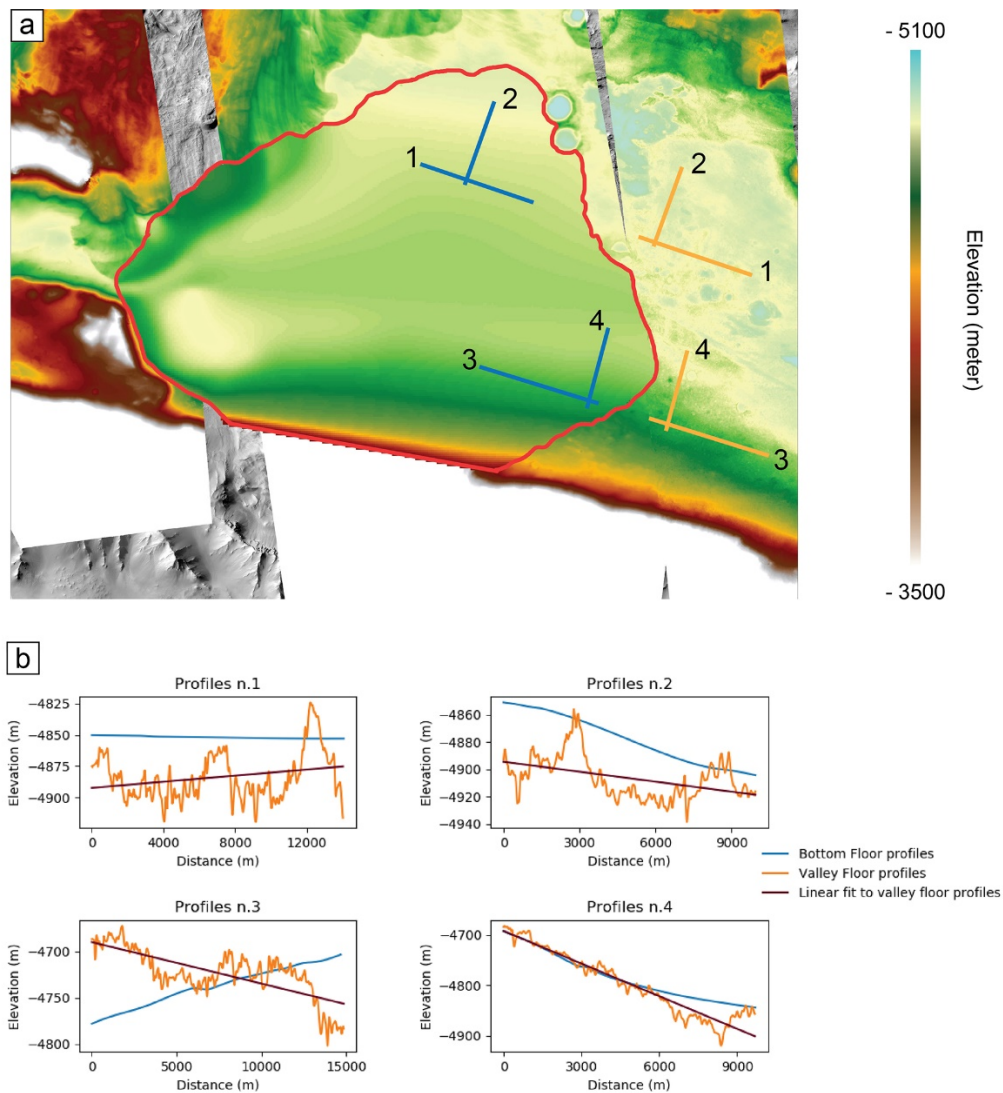 a
- 5100
2
1
2
1
4
3
4
3
Elevation (meter)
- 3500
b
Profiles n.1
−4825
−4850
−4875
−4900
Elevation (m)
0 4000 8000 12000
Distance (m)
Profiles n.2
−4860
−4880
−4900
−4920
−4940
Elevation (m)
0 3000 6000 9000
Distance (m)
Bottom Floor profiles
Valley Floor profiles
Linear fit to valley floor profiles
Profiles n.3
−4700
−4750
−4800
Elevation (m)
0 5000 10000 15000
Distance (m)
Profiles n.4
−4700
−4800
−4900
Elevation (m)
0 3000 6000 9000
Distance (m)